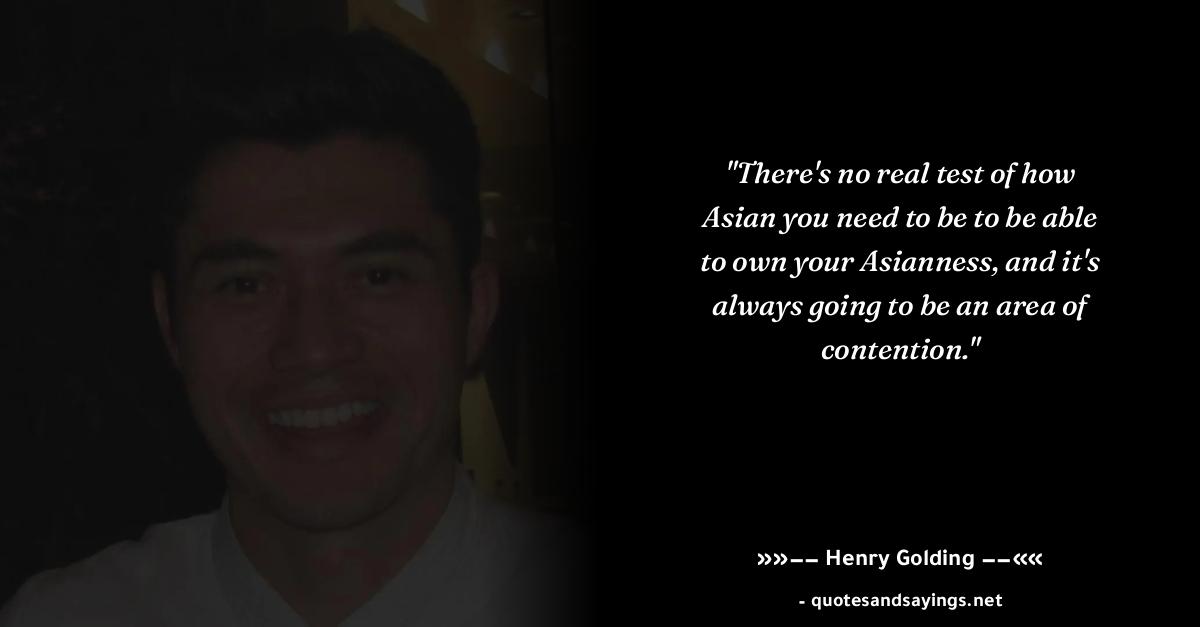 "There's no real test of how
Asian you need to be to be able
to own your Asianness, and it's
always going to be an area of
contention."
»»−− Henry Golding −−««
- quotesandsayings.net